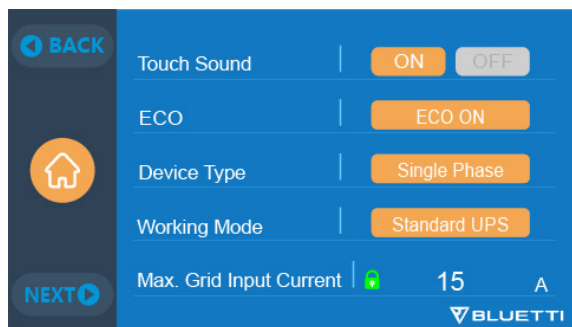 BACK
Touch Sound ON OFF
ECO ECO ON
Device Type Single Phase
Working Mode Standard UPS
Max. Grid Input Current 15 A
NEXT
BLUETTI